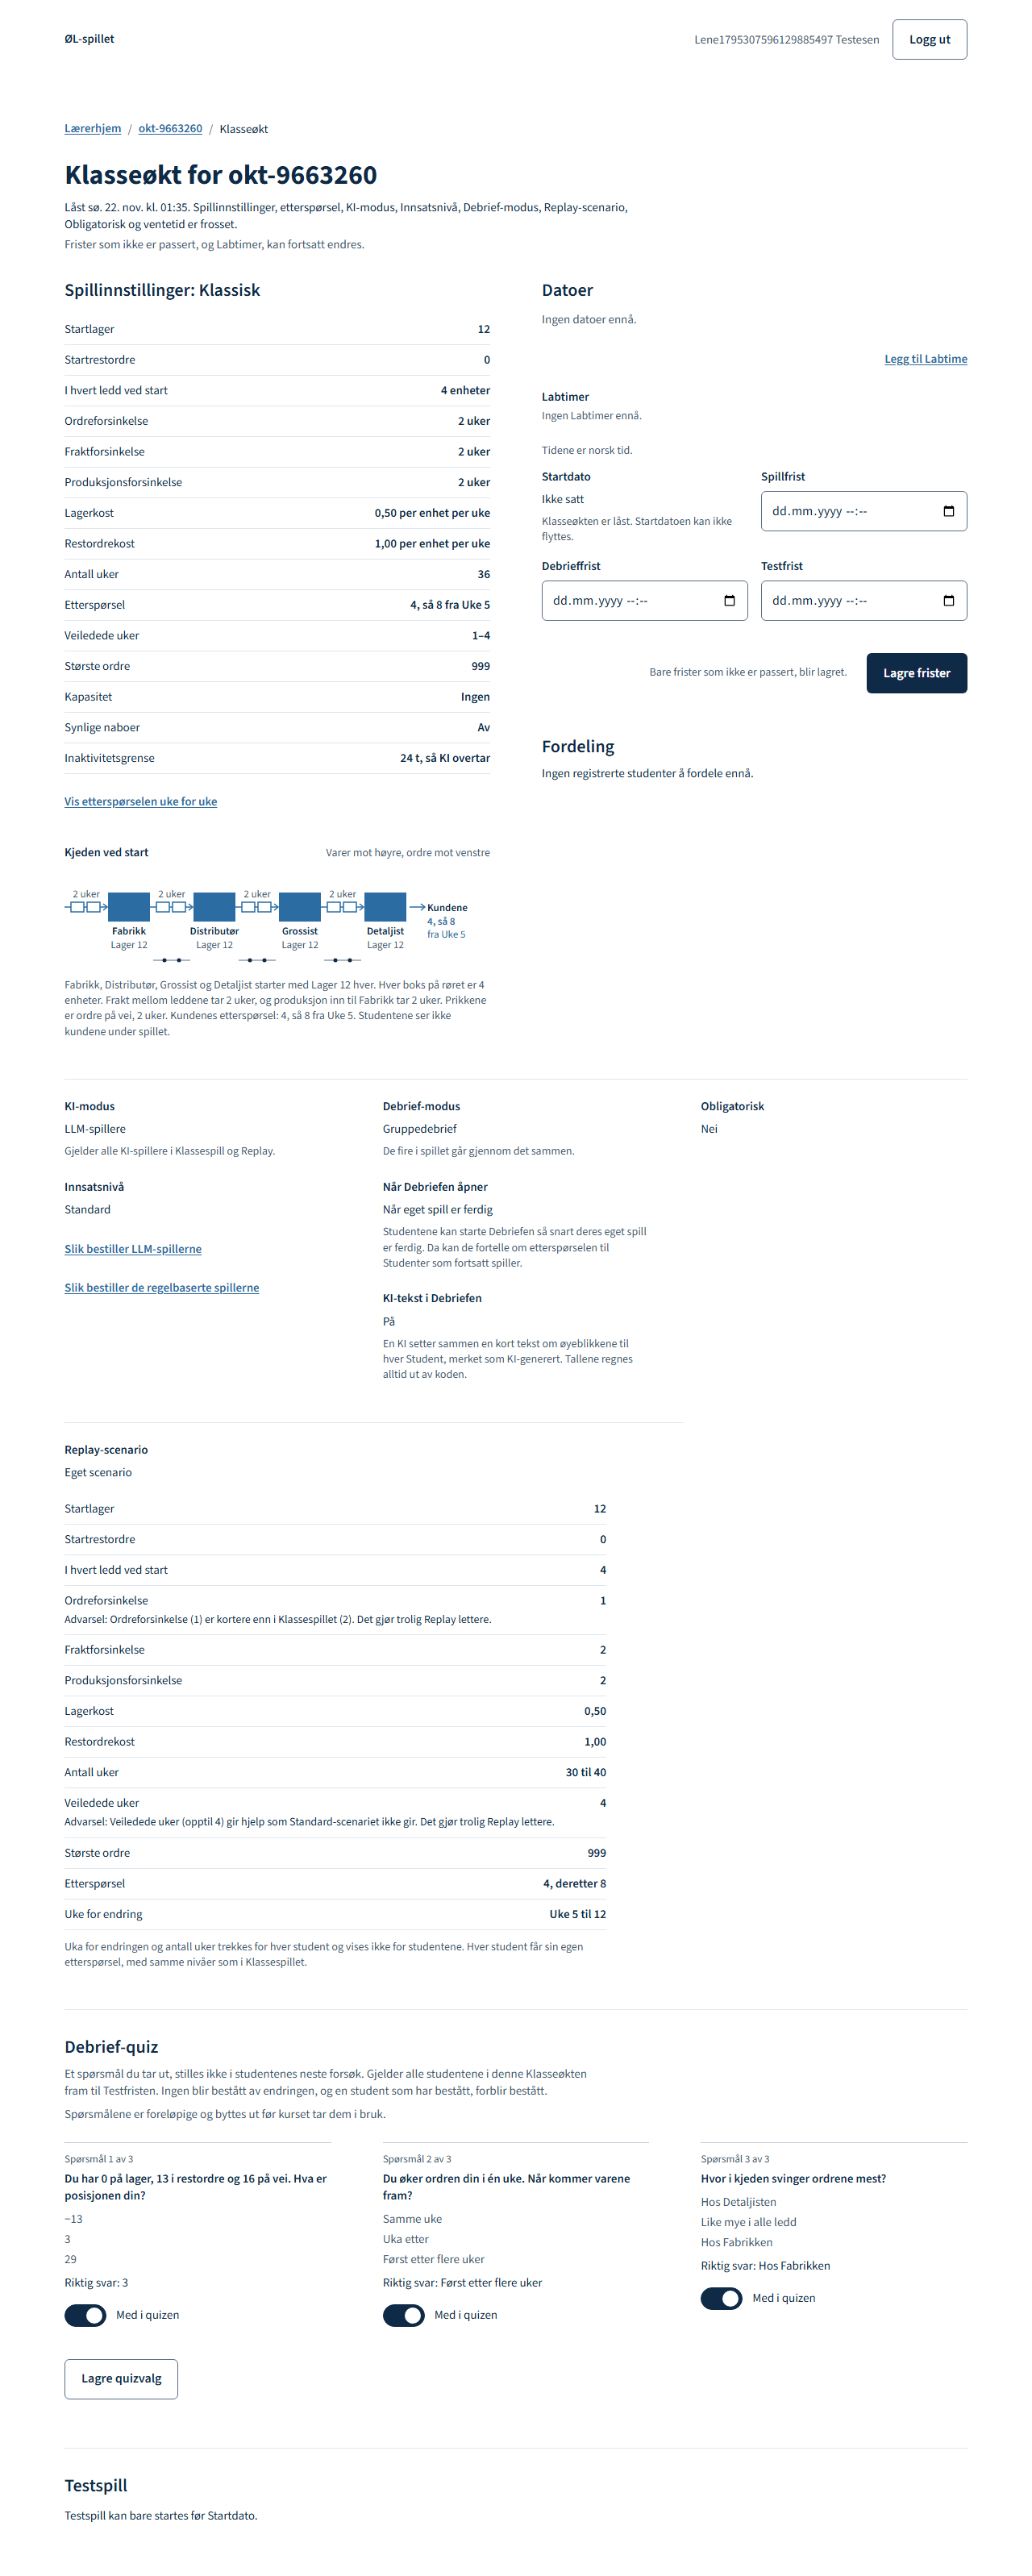 ØL-spillet
Lene1795307596129885497 Testesen
Logg ut
Lærerhjem / okt-9663260 / Klasseøkt
Klasseøkt for okt-9663260
Låst sø. 22. nov. kl. 01:35. Spillinnstillinger, etterspørsel, KI-modus, Innsatsnivå, Debrief-modus, Replay-scenario,
Obligatorisk og ventetid er frosset.
Frister som ikke er passert, og Labtimer, kan fortsatt endres.
Spillinnstillinger: Klassisk
Startlager 12
Startrestordre 0
I hvert ledd ved start 4 enheter
Ordreforsinkelse 2 uker
Fraktforsinkelse 2 uker
Produksjonsforsinkelse 2 uker
Lagerkost 0,50 per enhet per uke
Restordrekost 1,00 per enhet per uke
Antall uker 36
Etterspørsel 4, så 8 fra Uke 5
Veiledede uker 1–4
Største ordre 999
Kapasitet Ingen
Synlige naboer Av
Inaktivitetsgrense 24 t, så KI overtar
Vis etterspørselen uke for uke
Kjeden ved start Varer mot høyre, ordre mot venstre
2 uker 2 uker 2 uker 2 uker
Fabrikk Distributør Grossist Detaljist
Lager 12 Lager 12 Lager 12 Lager 12
Kundene
4, så 8
fra Uke 5
Fabrikk, Distributør, Grossist og Detaljist starter med Lager 12 hver. Hver boks på røret er 4
enheter. Frakt mellom leddene tar 2 uker, og produksjon inn til Fabrikk tar 2 uker. Prikkene
er ordre på vei, 2 uker. Kundenes etterspørsel: 4, så 8 fra Uke 5. Studentene ser ikke
kundene under spillet.
Datoer
Ingen datoer ennå.
Legg til Labtime
Labtimer
Ingen Labtimer ennå.
Tidene er norsk tid.
Startdato
Ikke satt
Klasseøkten er låst. Startdatoen kan ikke
flyttes.
Spillfrist
dd.mm.yyyy --:--
Debrieffrist
dd.mm.yyyy --:--
Testfrist
dd.mm.yyyy --:--
Bare frister som ikke er passert, blir lagret.
Lagre frister
Fordeling
Ingen registrerte studenter å fordele ennå.
KI-modus
LLM-spillere
Gjelder alle KI-spillere i Klassespill og Replay.
Innsatsnivå
Standard
Slik bestiller LLM-spillerne
Slik bestiller de regelbaserte spillerne
Debrief-modus
Gruppedebrief
De fire i spillet går gjennom det sammen.
Når Debriefen åpner
Når eget spill er ferdig
Studentene kan starte Debriefen så snart deres eget spill
er ferdig. Da kan de fortelle om etterspørselen til
Studenter som fortsatt spiller.
KI-tekst i Debriefen
På
En KI setter sammen en kort tekst om øyeblikkene til
hver Student, merket som KI-generert. Tallene regnes
alltid ut av koden.
Obligatorisk
Nei
Replay-scenario
Eget scenario
Startlager 12
Startrestordre 0
I hvert ledd ved start 4
Ordreforsinkelse 1
Advarsel: Ordreforsinkelse (1) er kortere enn i Klassespillet (2). Det gjør trolig Replay lettere.
Fraktforsinkelse 2
Produksjonsforsinkelse 2
Lagerkost 0,50
Restordrekost 1,00
Antall uker 30 til 40
Veiledede uker 4
Advarsel: Veiledede uker (opptil 4) gir hjelp som Standard-scenariet ikke gir. Det gjør trolig Replay lettere.
Største ordre 999
Etterspørsel 4, deretter 8
Uke for endring Uke 5 til 12
Uka for endringen og antall uker trekkes for hver student og vises ikke for studentene. Hver student får sin egen
etterspørsel, med samme nivåer som i Klassespillet.
Debrief-quiz
Et spørsmål du tar ut, stilles ikke i studentenes neste forsøk. Gjelder alle studentene i denne Klasseøkten
fram til Testfristen. Ingen blir bestått av endringen, og en student som har bestått, forblir bestått.
Spørsmålene er foreløpige og byttes ut før kurset tar dem i bruk.
Spørsmål 1 av 3
Du har 0 på lager, 13 i restordre og 16 på vei. Hva er
posisjonen din?
−13
3
29
Riktig svar: 3
Med i quizen
Spørsmål 2 av 3
Du øker ordren din i én uke. Når kommer varene
fram?
Samme uke
Uka etter
Først etter flere uker
Riktig svar: Først etter flere uker
Med i quizen
Spørsmål 3 av 3
Hvor i kjeden svinger ordrene mest?
Hos Detaljisten
Like mye i alle ledd
Hos Fabrikken
Riktig svar: Hos Fabrikken
Med i quizen
Lagre quizvalg
Testspill
Testspill kan bare startes før Startdato.